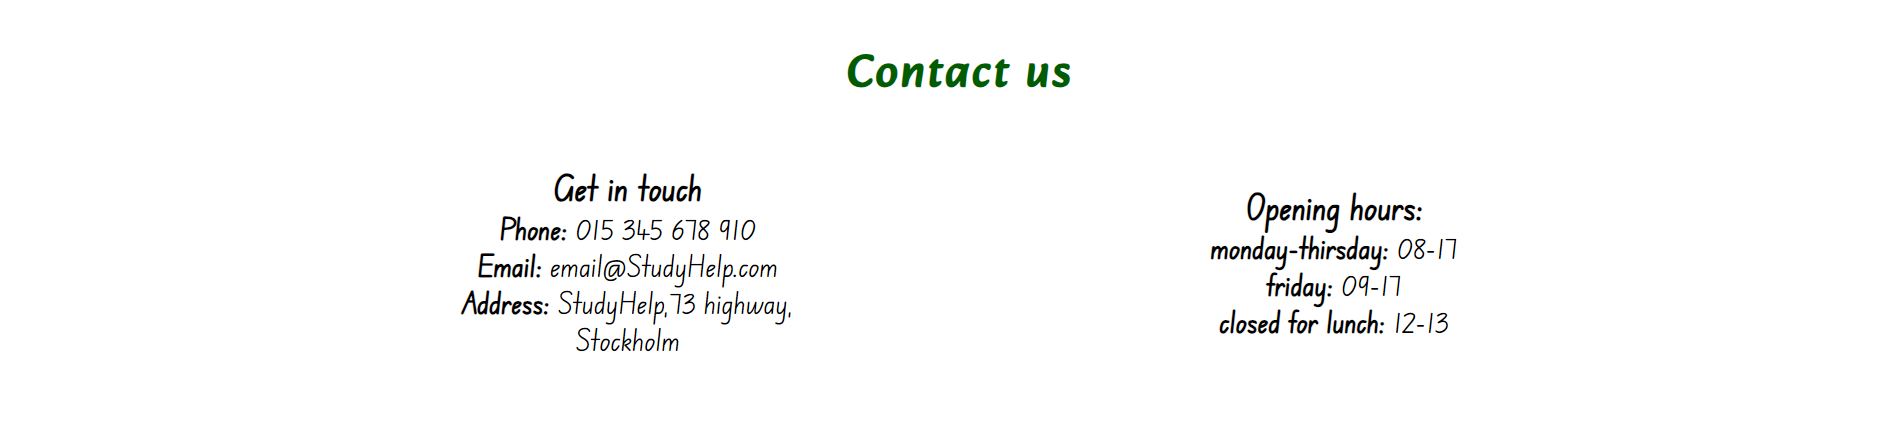 Contact us
Get in touch
Phone: 015 345 678 910
Email: email@StudyHelp.com
Address: StudyHelp, 73 highway,
Stockholm
Opening hours:
monday-thirsday: 08-17
friday: 09-17
closed for lunch: 12-13